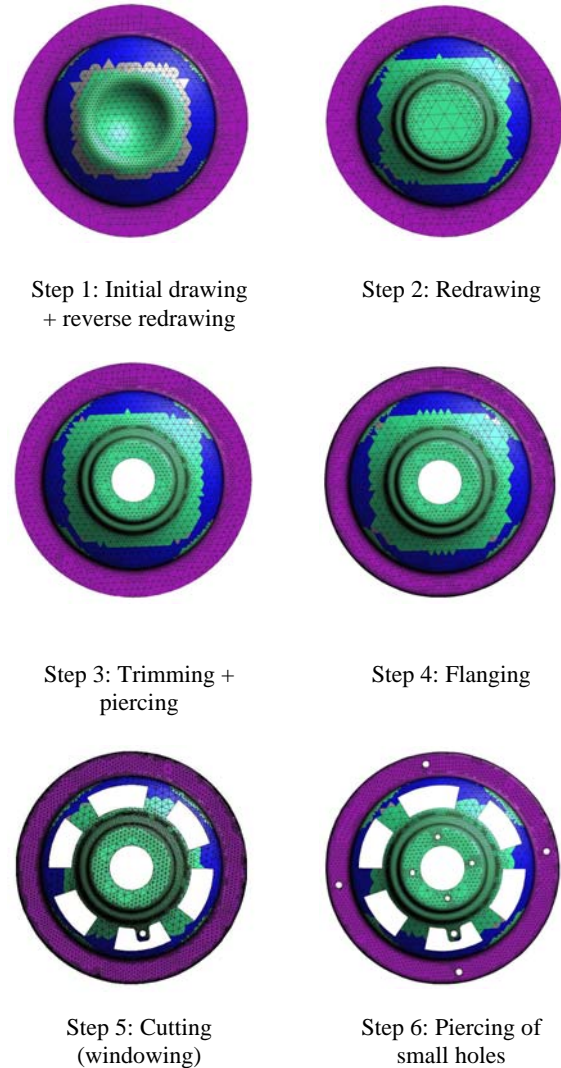 Step 1: Initial drawing
+ reverse redrawing
Step 2: Redrawing
Step 3: Trimming +
piercing
Step 4: Flanging
Step 5: Cutting
(windowing)
Step 6: Piercing of
small holes